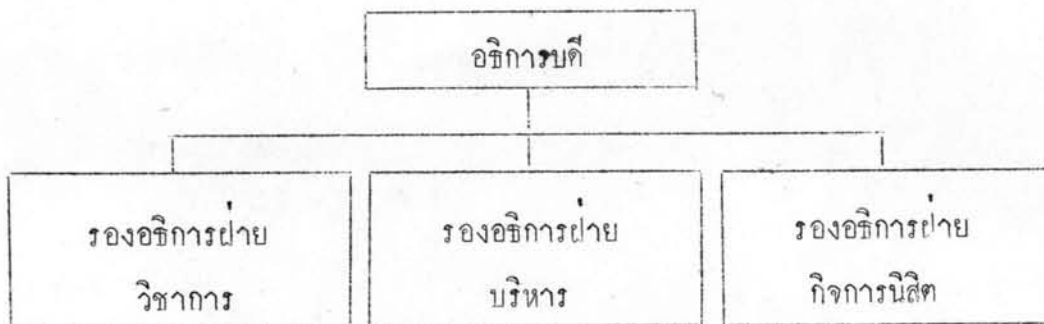 อธิการบดี
รองอธิการฝ่าย
วิชาการ
รองอธิการฝ่าย
บริหาร
รองอธิการฝ่าย
กิจการนิสิต